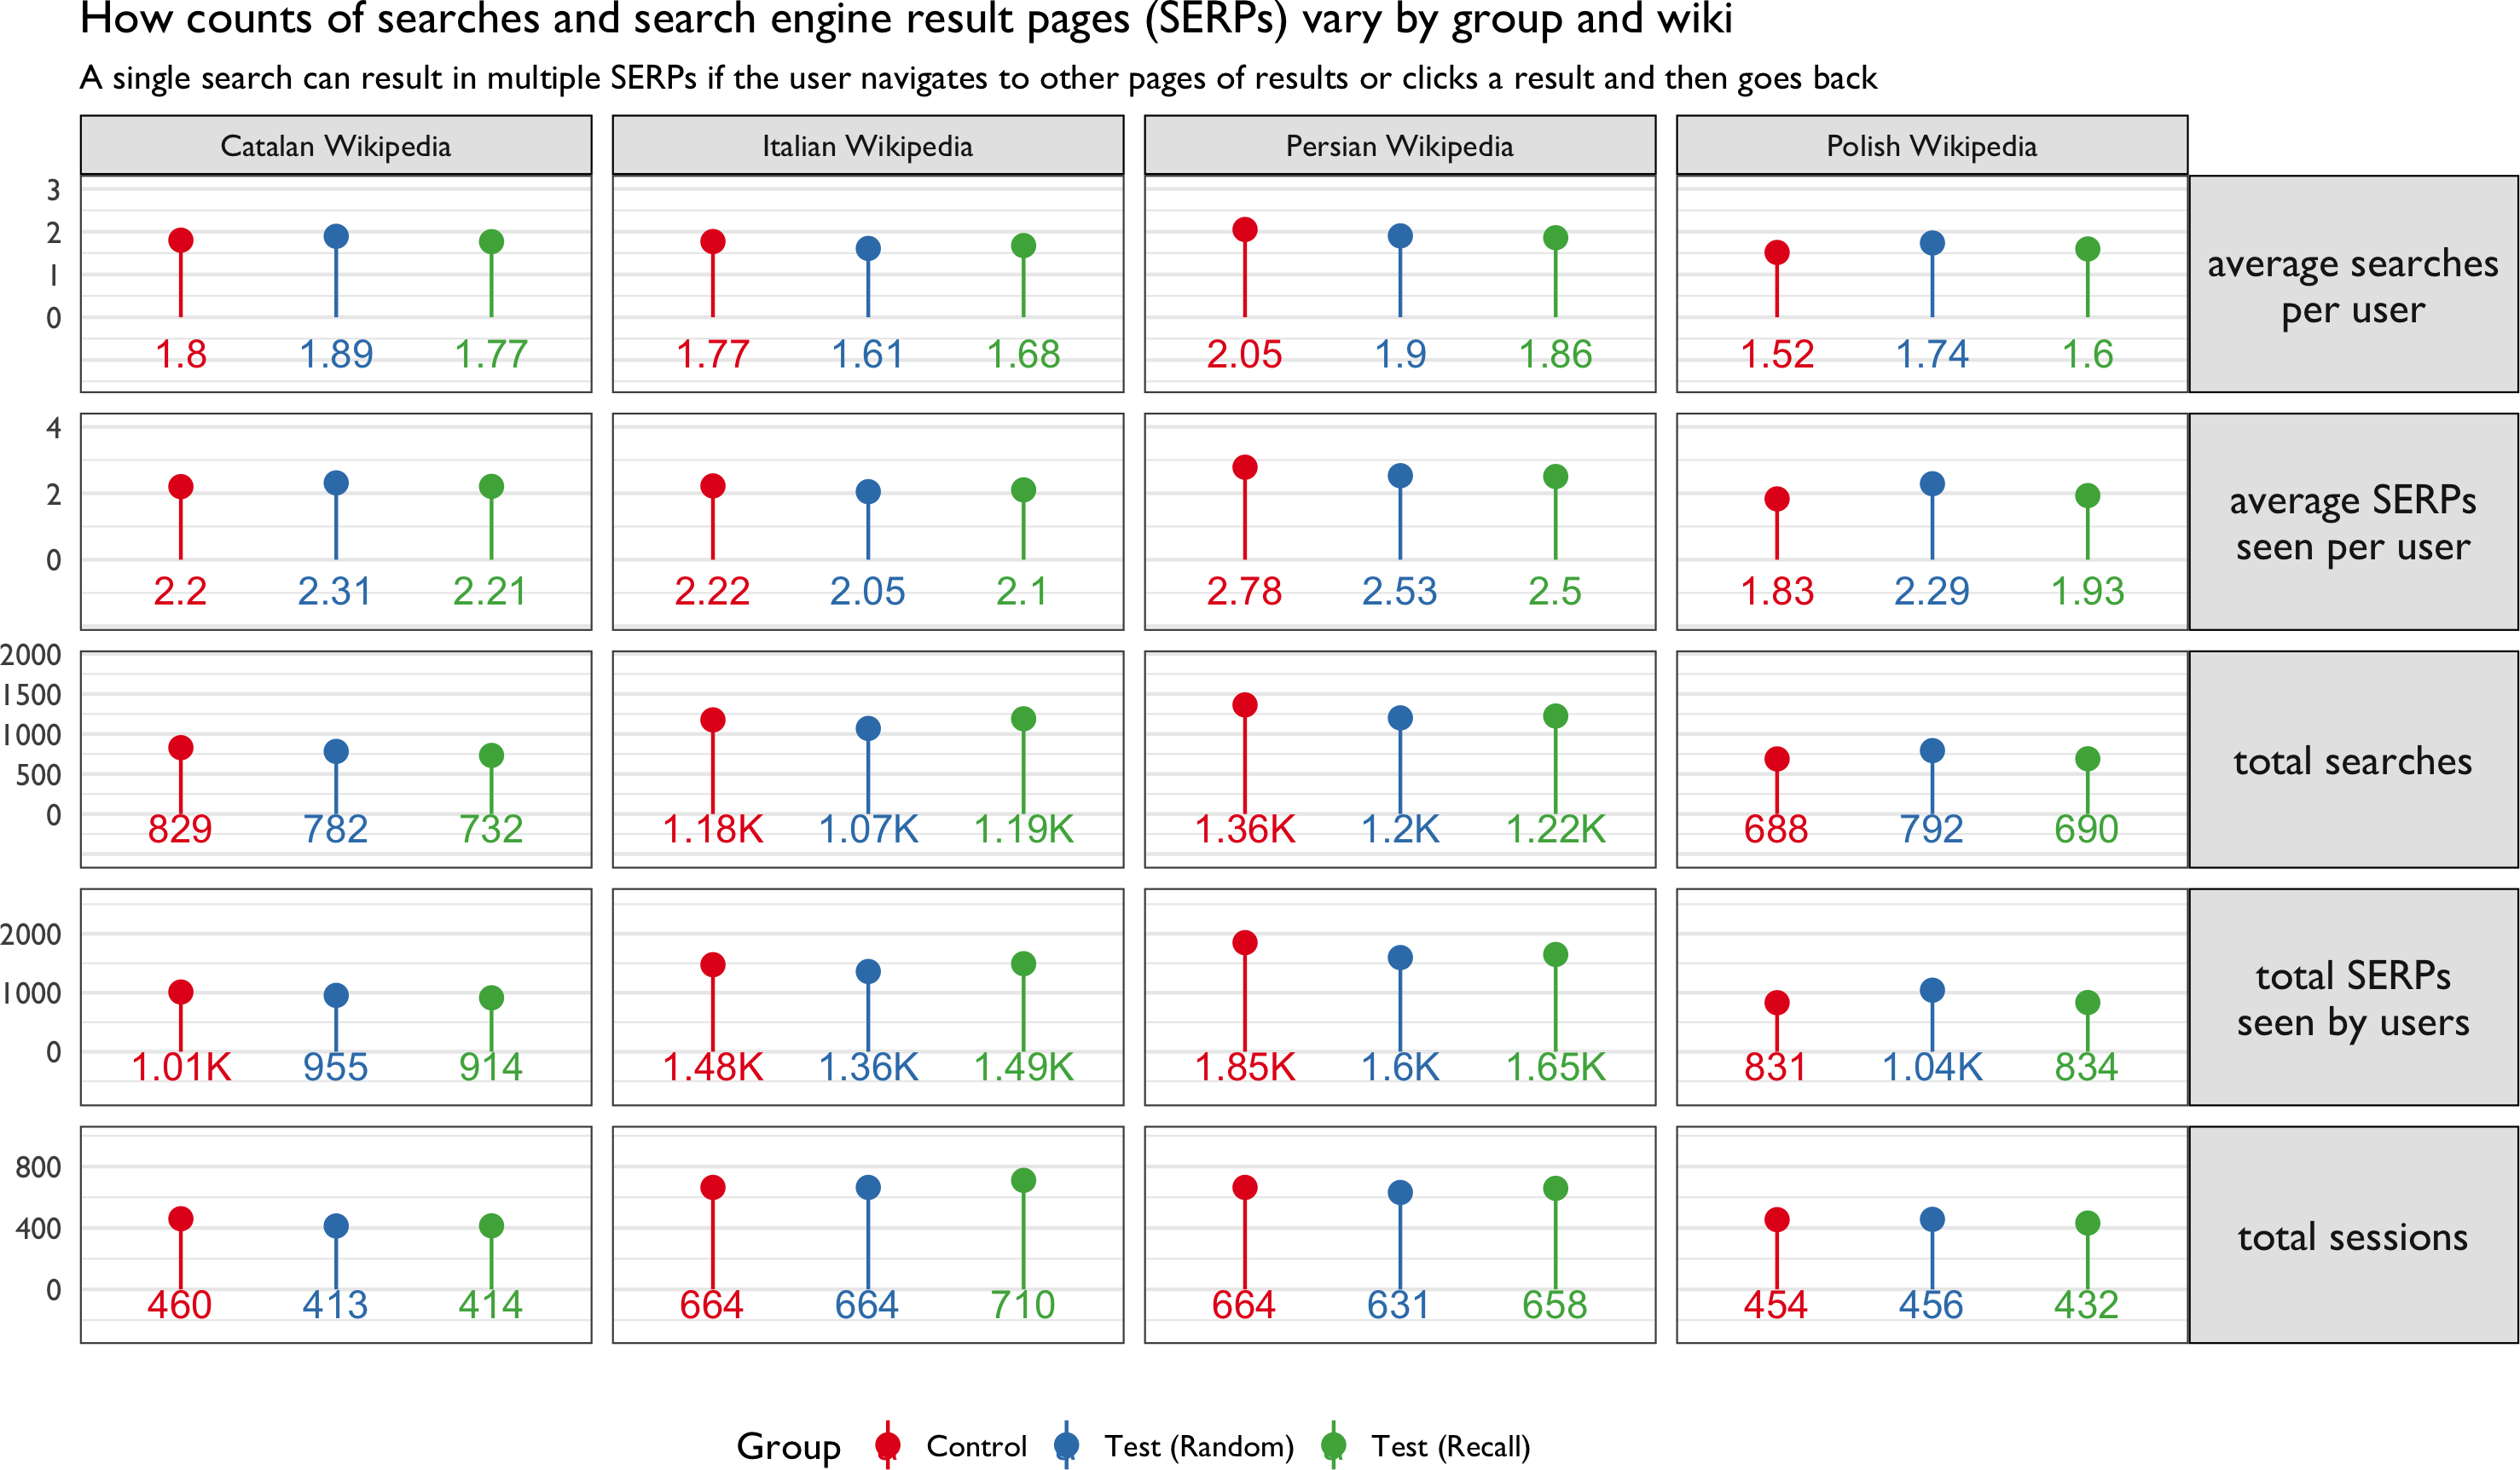 How counts of searches and search engine result pages (SERPs) vary by group and wiki
A single search can result in multiple SERPs if the user navigates to other pages of results or clicks a result and then goes back
Catalan Wikipedia
Italian Wikipedia
Persian Wikipedia
Polish Wikipedia
3
2
1
0
1.8 1.89 1.77
1.77 1.61 1.68
2.05 1.9 1.86
1.52 1.74 1.6
average searches
per user
4
2
0
2.2 2.31 2.21
2.22 2.05 2.1
2.78 2.53 2.5
1.83 2.29 1.93
average SERPs
seen per user
2000
1500
1000
500
0
829 782 732
1.18K 1.07K 1.19K
1.36K 1.2K 1.22K
688 792 690
total searches
2000
1000
0
1.01K 955 914
1.48K 1.36K 1.49K
1.85K 1.6K 1.65K
831 1.04K 834
total SERPs
seen by users
800
400
0
460 413 414
664 664 710
664 631 658
454 456 432
total sessions
Group Control Test (Random) Test (Recall)